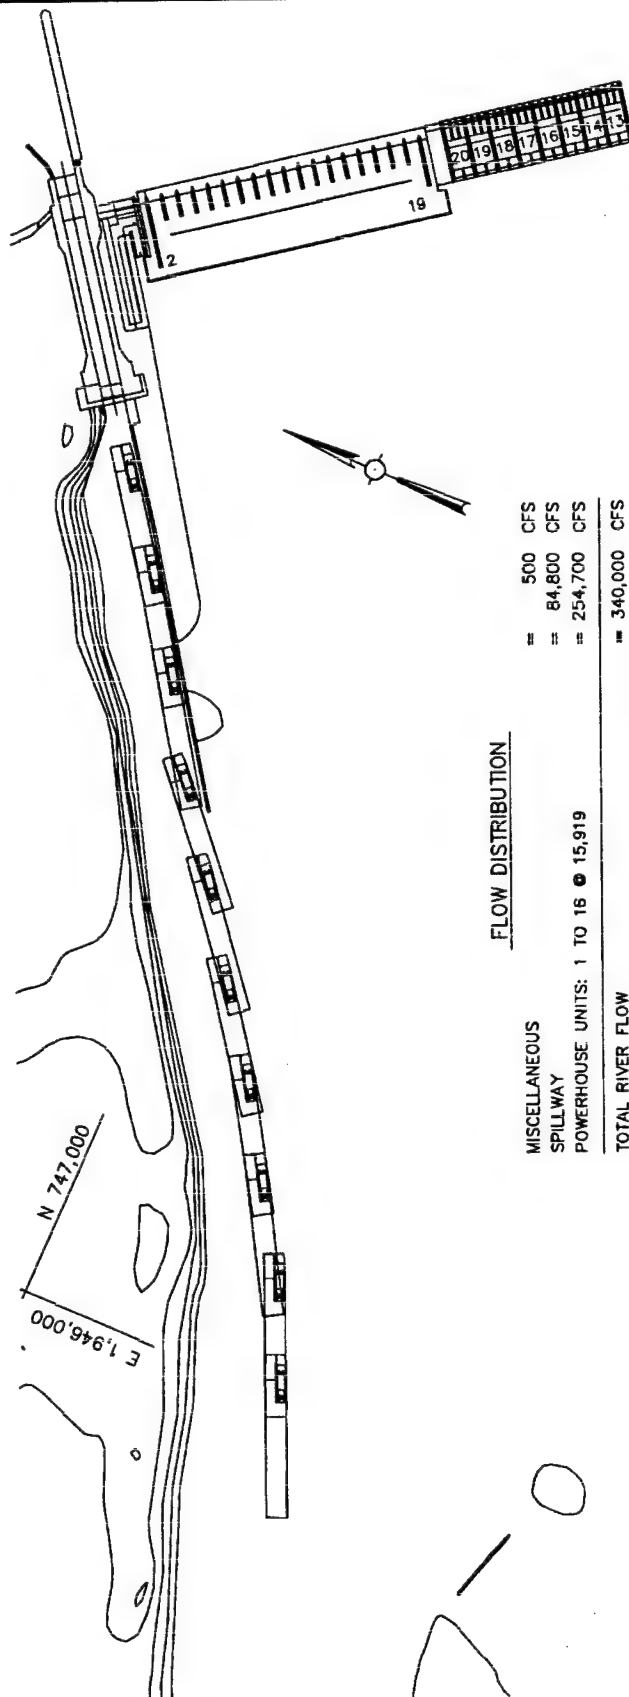 20 19 18 17 16 15 14 13
19
2
FLOW DISTRIBUTION
MISCELLANEOUS = 500 CFS
SPILLWAY = 84,800 CFS
POWERHOUSE UNITS: 1 TO 16 @ 15,919 = 254,700 CFS
TOTAL RIVER FLOW = 340,000 CFS
N 747,000
E 1,946,000